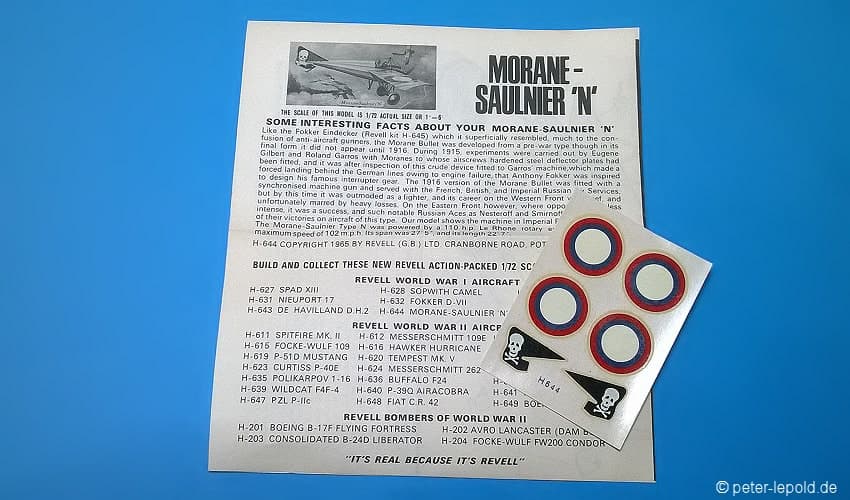 MORANE-
SAULNIER 'N'
Morane-Saulnier N
THE SCALE OF THIS MODEL IS 1/72 ACTUAL SIZE OR 1"—6'
SOME INTERESTING FACTS ABOUT YOUR MORANE-SAULNIER 'N'
Like the Fokker Eindecker (Revell kit H-645) which it superficially resembled, much to the con-
fusion of anti-aircraft gunners, the Morane Bullet was developed from a pre-war type though in its
final form it did not appear until 1916. During 1915, experiments were carried out by Eugene
Gilbert and Roland Garros with Moranes to whose airscrews hardened steel deflector plates had
been fitted, and it was after inspection of this crude device fitted to Garros' machine, which made a
forced landing behind the German lines owing to engine failure, that Anthony Fokker was inspired
to design his famous interrupter gear. The 1916 version of the Morane Bullet was fitted with a
synchronised machine gun and served with the French, British, and Imperial Russian Air Services,
but by this time it was outmoded as a fighter, and its career on the Western Front was brief, and
unfortunately marred by heavy losses. On the Eastern Front however, where oppo less
intense, it was a success, and such notable Russian Aces as Nesteroff and Smirnoff
of their victories on aircraft of this type. Our model shows the machine in Imperial
The Morane-Saulnier Type N was powered by a 110 h.p. Le Rhone rotary
maximum speed of 102 m.p.h. Its span was 27' 5", and its length 22'
H-644 COPYRIGHT 1965 BY REVELL (G.B.) LTD. CRANBORNE ROAD, POT
BUILD AND COLLECT THESE NEW REVELL ACTION-PACKED 1/72 SC
REVELL WORLD WAR I AIRCRAFT
H-627 SPAD XIII H-628 SOPWITH CAMEL
H-631 NIEUPORT 17 H-632 FOKKER D-VII
H-643 DE HAVILLAND D.H.2 H-644 MORANE-SAULNIER 'N'
REVELL WORLD WAR II AIRCR
H-611 SPITFIRE MK. II H-612 MESSERSCHMITT 109E
H-615 FOCKE-WULF 109 H-616 HAWKER HURRICANE
H-619 P-51D MUSTANG H-620 TEMPEST MK. V
H-623 CURTISS P-40E H-624 MESSERSCHMITT 262
H-635 POLIKARPOV 1-16 H-636 BUFFALO F24
H-639 WILDCAT F4F-4 H-640 P-39Q AIRACOBRA H-641
H-647 PZL P-IIc H-648 FIAT C.R. 42 H-649 BOE
REVELL BOMBERS OF WORLD WAR II
H-201 BOEING B-17F FLYING FORTRESS H-202 AVRO LANCASTER (DAM B
H-203 CONSOLIDATED B-24D LIBERATOR H-204 FOCKE-WULF FW200 CONDOR
"IT'S REAL BECAUSE IT'S REVELL"
H644
© peter-lepold.de